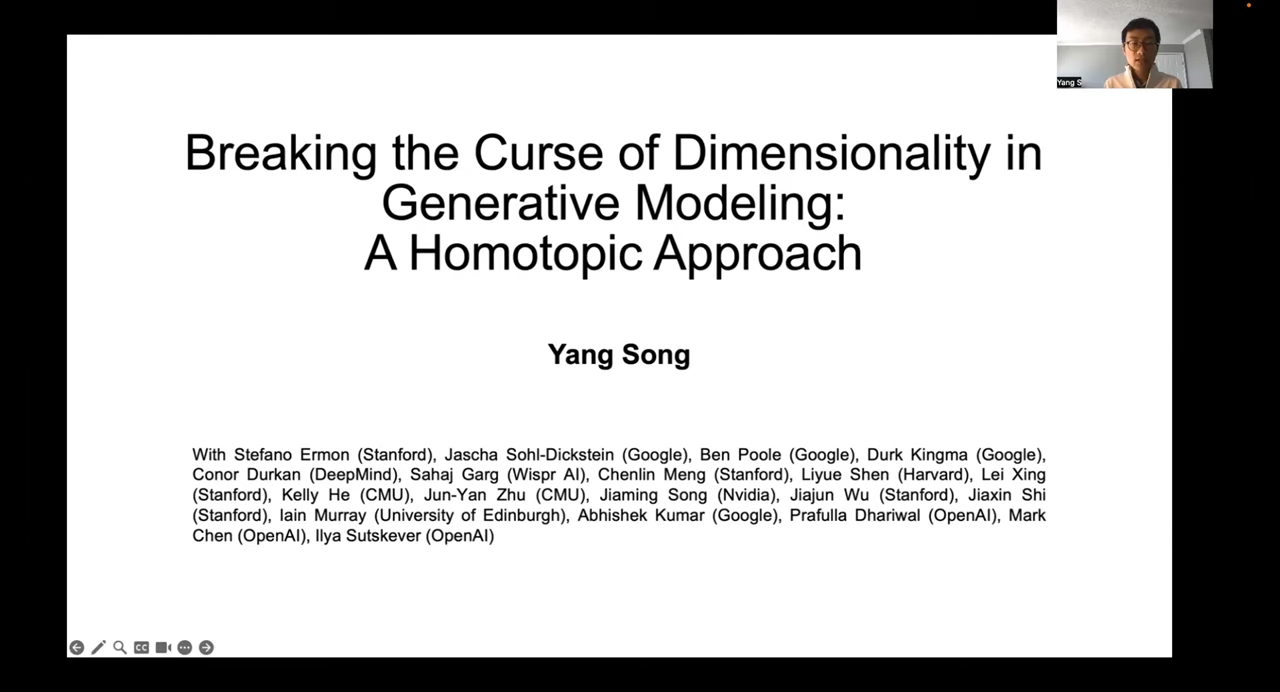 Yang S
Breaking the Curse of Dimensionality in
Generative Modeling:
A Homotopic Approach
Yang Song
With Stefano Ermon (Stanford), Jascha Sohl-Dickstein (Google), Ben Poole (Google), Durk Kingma (Google),
Conor Durkan (DeepMind), Sahaj Garg (Wispr AI), Chenlin Meng (Stanford), Liyue Shen (Harvard), Lei Xing
(Stanford), Kelly He (CMU), Jun-Yan Zhu (CMU), Jiaming Song (Nvidia), Jiajun Wu (Stanford), Jiaxin Shi
(Stanford), Iain Murray (University of Edinburgh), Abhishek Kumar (Google), Prafulla Dhariwal (OpenAI), Mark
Chen (OpenAI), Ilya Sutskever (OpenAI)
CC